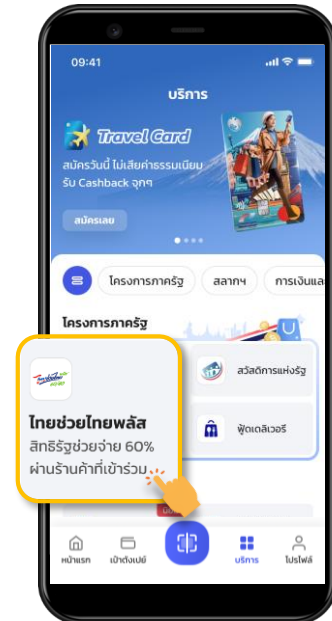 09:41
บริการ
Travel Card
สมัครวันนี้ ไม่เสียค่าธรรมเนียม
รับ Cashback จุกๆ
สมัครเลย
โครงการภาครัฐ
สลากฯ
การเงินและ
โครงการภาครัฐ
สวัสดิการแห่งรัฐ
ไทยช่วยไทยพลัส
สิทธิรัฐช่วยจ่าย 60%
ผ่านร้านค้าที่เข้าร่วม
ฟู้ดเดลิเวอรี
หน้าแรก
เป๋าตังเปย์
บริการ
โปรไฟล์